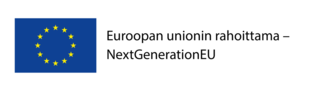 Euroopan unionin rahoittama –
NextGenerationEU